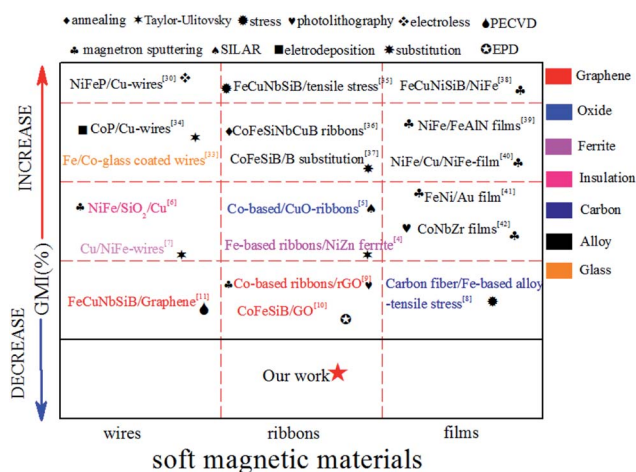 ♦annealing ✶Taylor-Ulitovsky ✹stress ♥photolithography ❖electroless 💧PECVD
♣ magnetron sputtering ♠SILAR ■eletrodeposition ✸substitution ✪EPD
INCREASE
GMI(%)
DECREASE
NiFeP/Cu-wires[30]
FeCuNbSiB/tensile stress[35]
FeCuNiSiB/NiFe[38]
CoP/Cu-wires[34]
CoFeSiNbCuB ribbons[36]
NiFe/FeAlN films[39]
Fe/Co-glass coated wires[33]
CoFeSiB/B substitution[37]
NiFe/Cu/NiFe-film[40]
NiFe/SiO2/Cu[6]
Co-based/CuO-ribbons[5]
FeNi/Au film[41]
Cu/NiFe-wires[7]
Fe-based ribbons/NiZn ferrite[4]
CoNbZr films[42]
FeCuNbSiB/Graphene[11]
Co-based ribbons/rGO[9]
CoFeSiB/GO[10]
Carbon fiber/Fe-based alloy
-tensile stress[8]
Our work
wires ribbons films
soft magnetic materials
Graphene
Oxide
Ferrite
Insulation
Carbon
Alloy
Glass